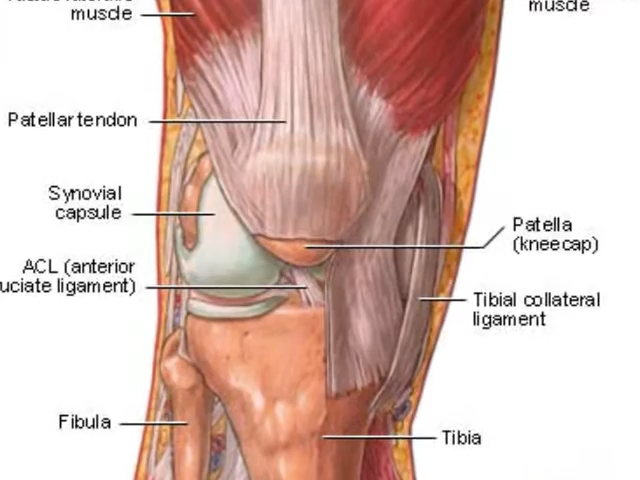 muscle
muscle
Patellar tendon
Synovial
capsule
Patella
(kneecap)
ACL (anterior
uciate ligament)
Tibial collateral
ligament
Fibula
Tibia